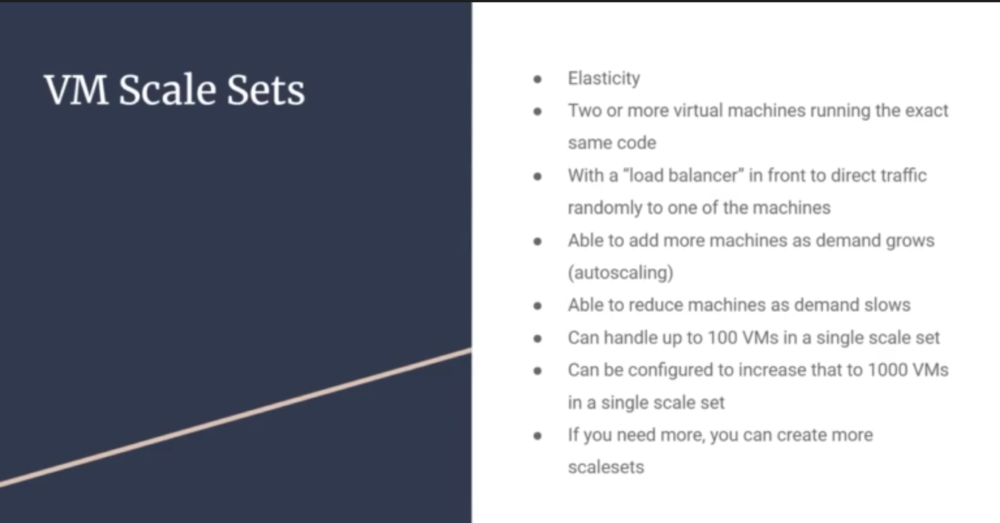 VM Scale Sets
● Elasticity
● Two or more virtual machines running the exact
same code
● With a “load balancer” in front to direct traffic
randomly to one of the machines
● Able to add more machines as demand grows
(autoscaling)
● Able to reduce machines as demand slows
● Can handle up to 100 VMs in a single scale set
● Can be configured to increase that to 1000 VMs
in a single scale set
● If you need more, you can create more
scalesets